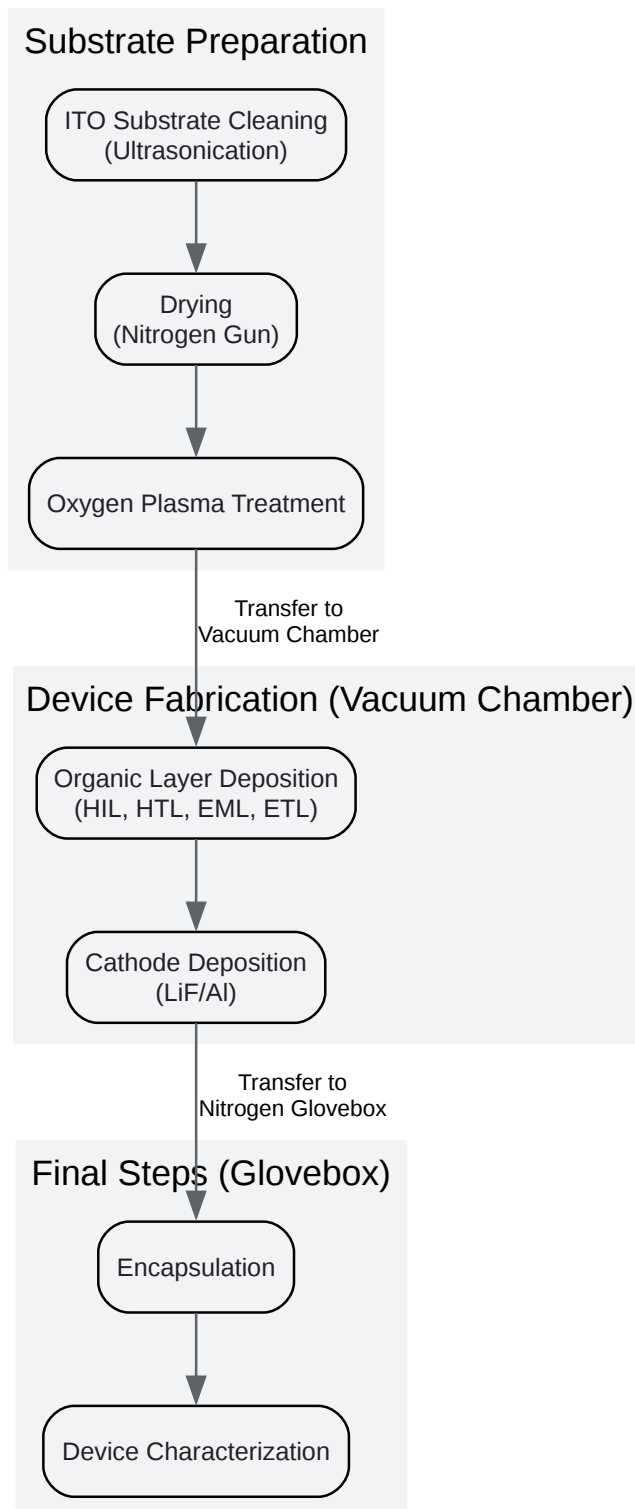 Substrate Preparation
ITO Substrate Cleaning
(Ultrasonication)
Drying
(Nitrogen Gun)
Oxygen Plasma Treatment
Transfer to
Vacuum Chamber
Device Fabrication (Vacuum Chamber)
Organic Layer Deposition
(HIL, HTL, EML, ETL)
Cathode Deposition
(LiF/Al)
Transfer to
Nitrogen Glovebox
Final Steps (Glovebox)
Encapsulation
Device Characterization